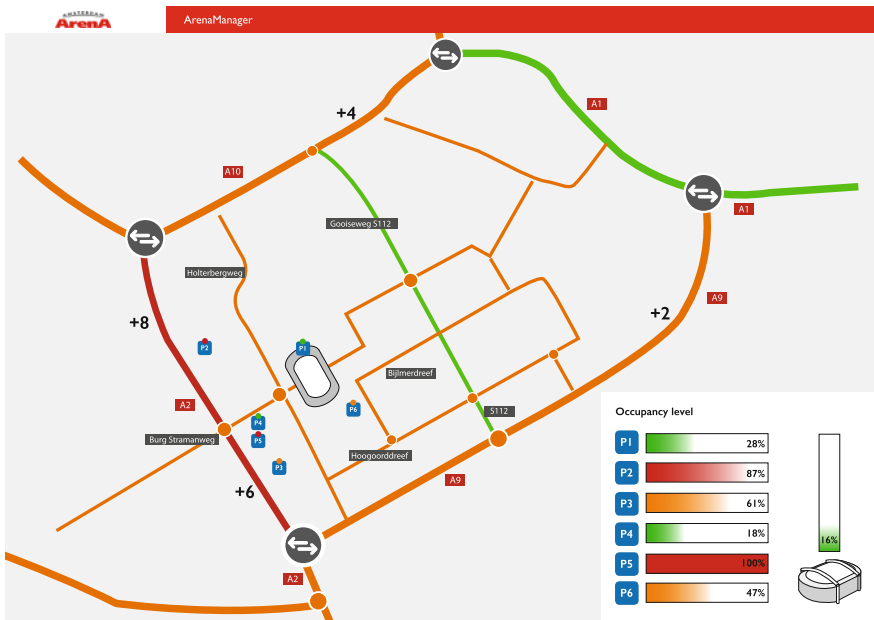 AMSTERDAM
ArenA
ArenaManager
A1
+4
A10
A1
Gooiseweg S112
Holterbergweg
A9
+2
+8
P2
P1
Bijlmerdreef
A2
P6
S112
P4
Burg Stramanweg
P5
Hoogoorddreef
P3
A9
+6
A2
Occupancy level
P1 28%
P2 87%
P3 61%
P4 18%
P5 100%
P6 47%
16%